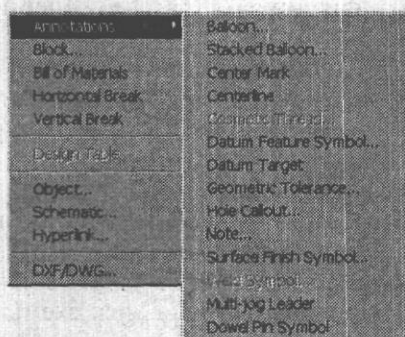 Annotations
Block...
Bill of Materials
Horizontal Break
Vertical Break
Design Table
Object...
Schematic...
Hyperlink...
DXF/DWG...
Balloon...
Stacked Balloon...
Center Mark
Centerline
Cosmetic Thread...
Datum Feature Symbol...
Datum Target
Geometric Tolerance...
Hole Callout...
Note...
Surface Finish Symbol...
Weld Symbol...
Multi-jog Leader
Dowel Pin Symbol